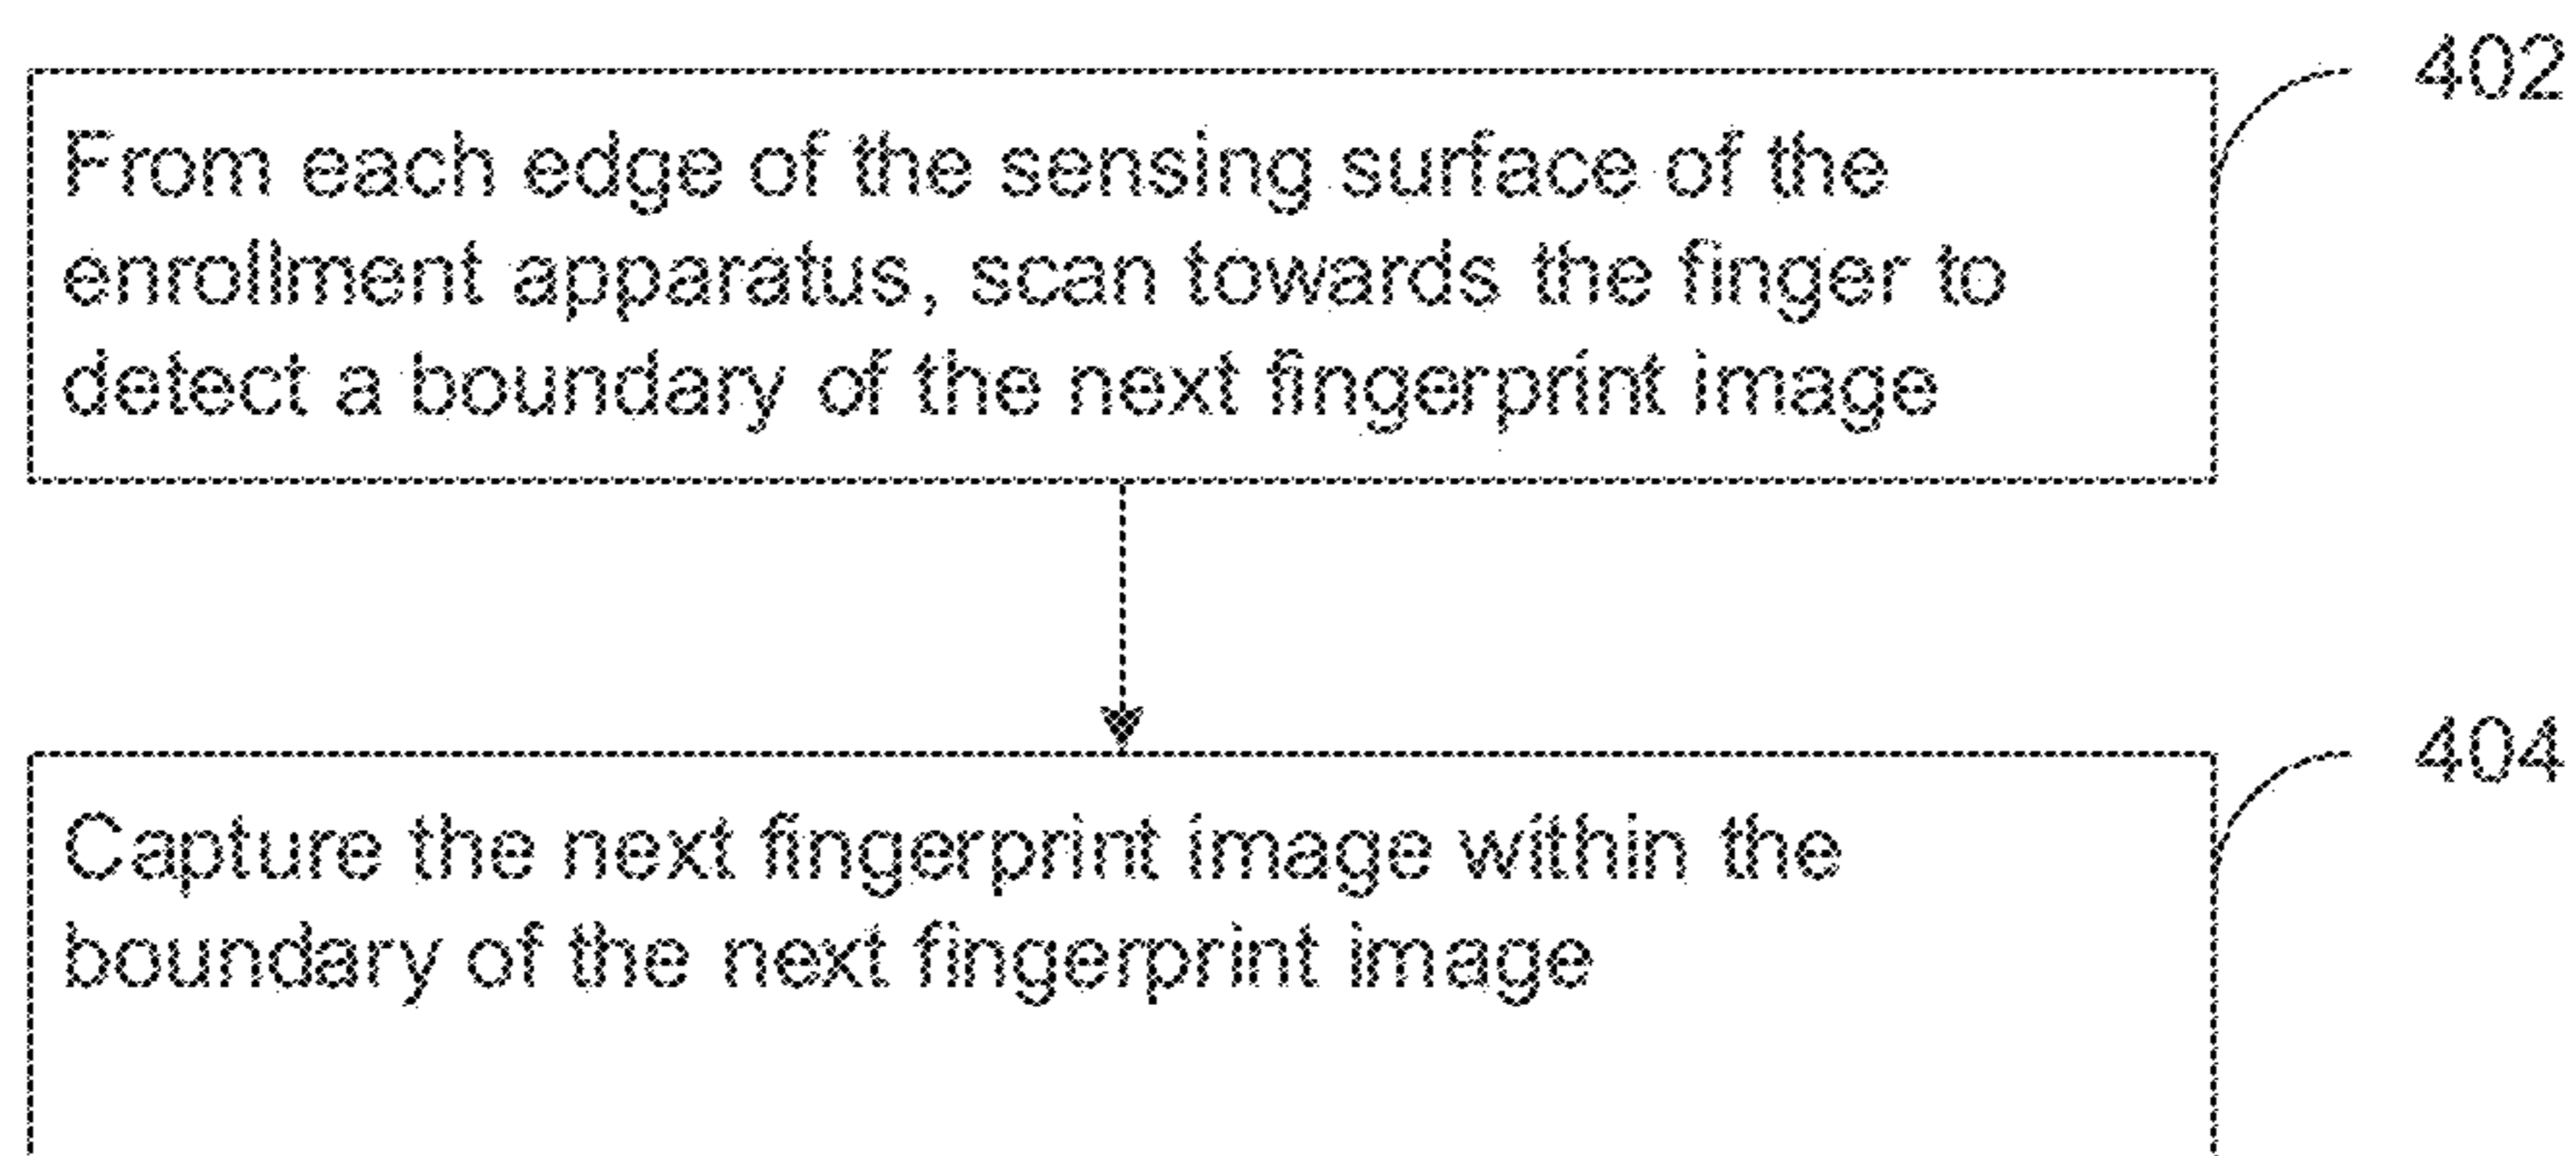 402
From each edge of the sensing surface of the
enrollment apparatus, scan towards the finger to
detect a boundary of the next fingerprint image
404
Capture the next fingerprint image within the
boundary of the next fingerprint image